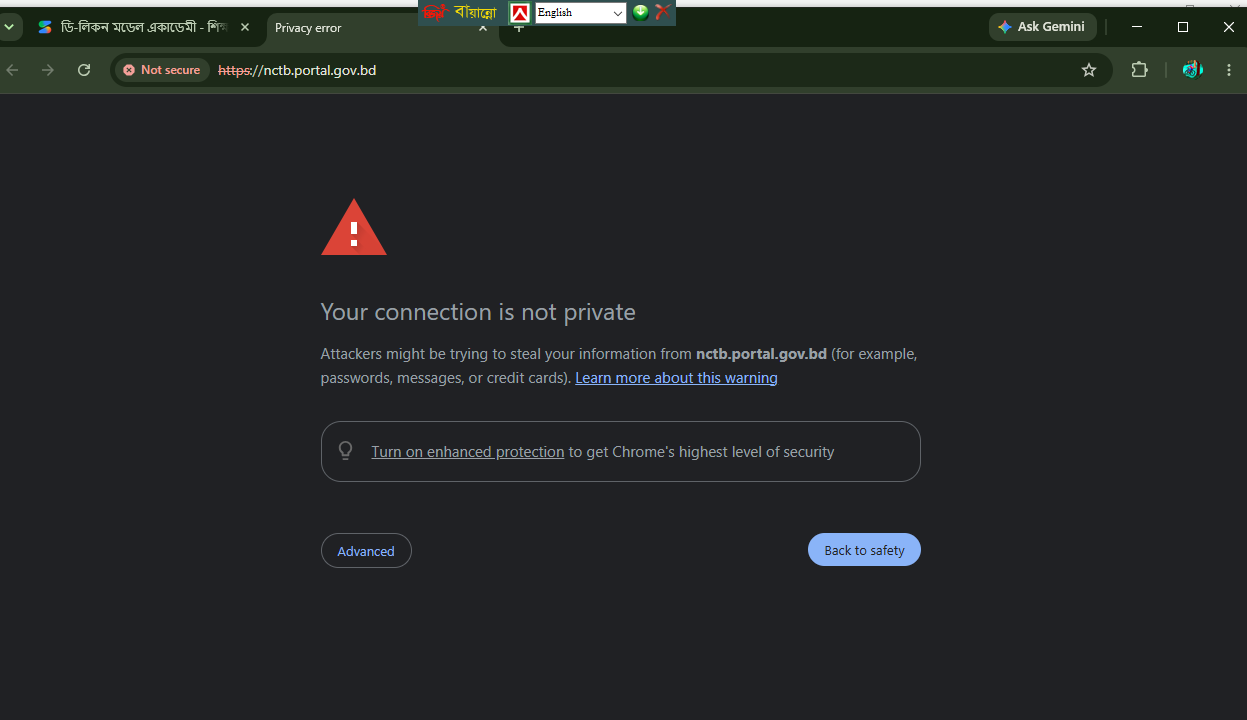 বায়ান্নো
English
ডি-লিকন মডেল একাডেমী - শিক্ষ
Privacy error
Ask Gemini
Not secure
https://nctb.portal.gov.bd
Your connection is not private
Attackers might be trying to steal your information from nctb.portal.gov.bd (for example,
passwords, messages, or credit cards). Learn more about this warning
Turn on enhanced protection to get Chrome's highest level of security
Advanced
Back to safety